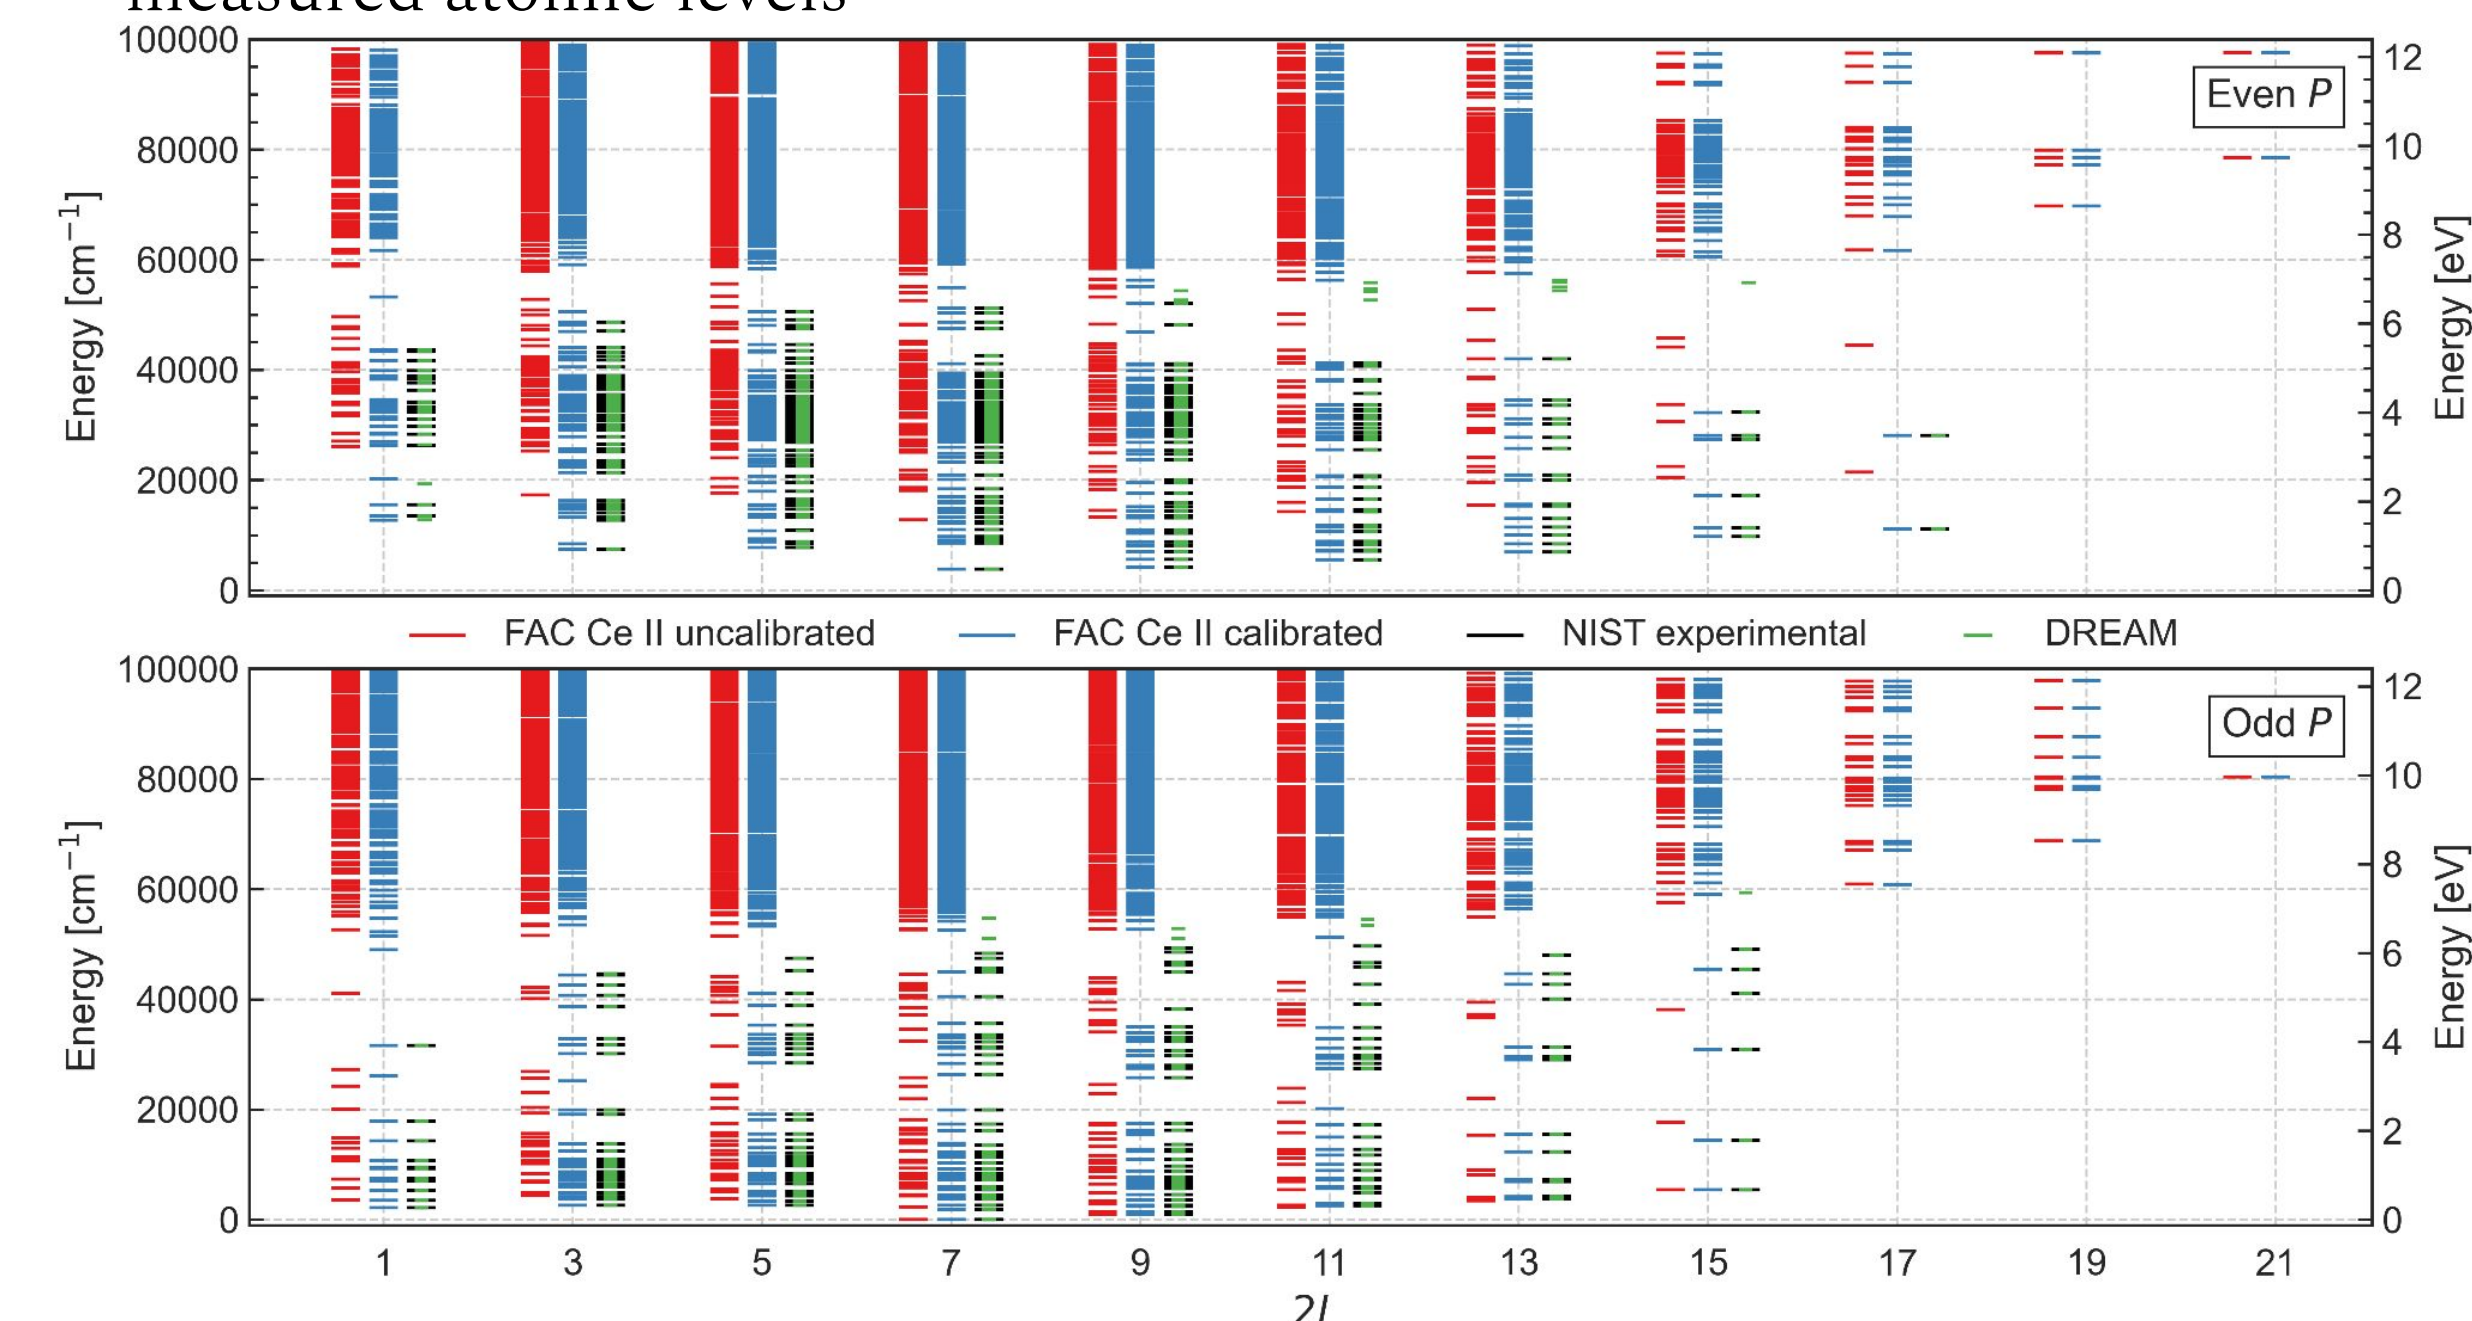 measured atomic levels
100000
80000
60000
40000
20000
0
Energy [cm⁻¹]
12
10
8
6
4
2
0
Energy [eV]
Even P
FAC Ce II uncalibrated FAC Ce II calibrated NIST experimental DREAM
100000
80000
60000
40000
20000
0
Energy [cm⁻¹]
12
10
8
6
4
2
0
Energy [eV]
Odd P
1 3 5 7 9 11 13 15 17 19 21